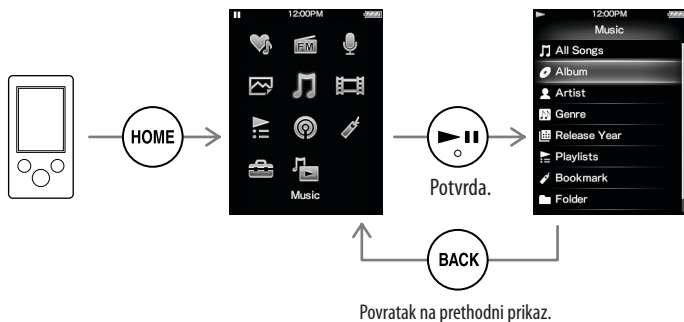 12:00PM
FM
Music
HOME
Potvrda.
12:00PM
Music
All Songs
Album
Artist
Genre
Release Year
Playlists
Bookmark
Folder
BACK
Povratak na prethodni prikaz.